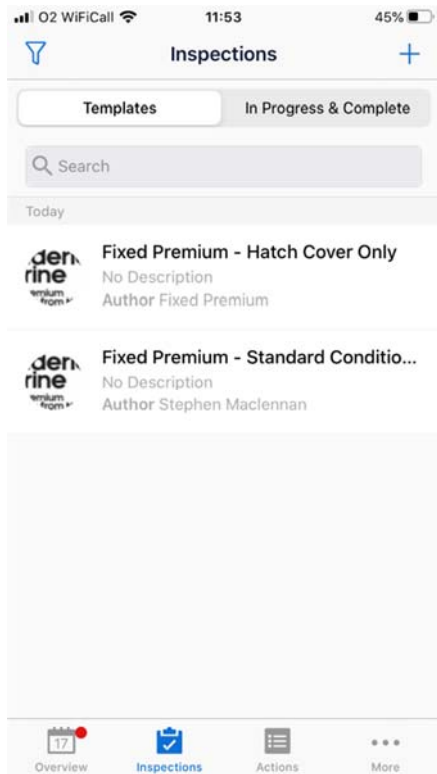 O2 WiFiCall 11:53 45%
Inspections
Templates In Progress & Complete
Search
Today
Fixed Premium - Hatch Cover Only
No Description
Author Fixed Premium
Fixed Premium - Standard Conditio...
No Description
Author Stephen Maclennan
17
Overview Inspections Actions More